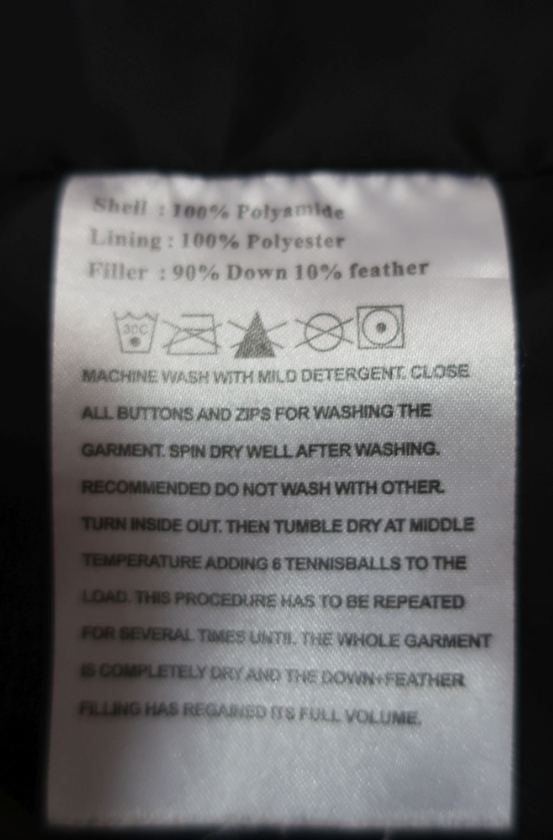 Shell : 100% Polyamide
Lining : 100% Polyester
Filler : 90% Down 10% feather
30C
MACHINE WASH WITH MILD DETERGENT. CLOSE
ALL BUTTONS AND ZIPS FOR WASHING THE
GARMENT. SPIN DRY WELL AFTER WASHING.
RECOMMENDED DO NOT WASH WITH OTHER.
TURN INSIDE OUT. THEN TUMBLE DRY AT MIDDLE
TEMPERATURE ADDING 6 TENNISBALLS TO THE
LOAD. THIS PROCEDURE HAS TO BE REPEATED
FOR SEVERAL TIMES UNTIL THE WHOLE GARMENT
IS COMPLETELY DRY AND THE DOWN+FEATHER
FILLING HAS REGAINED ITS FULL VOLUME.